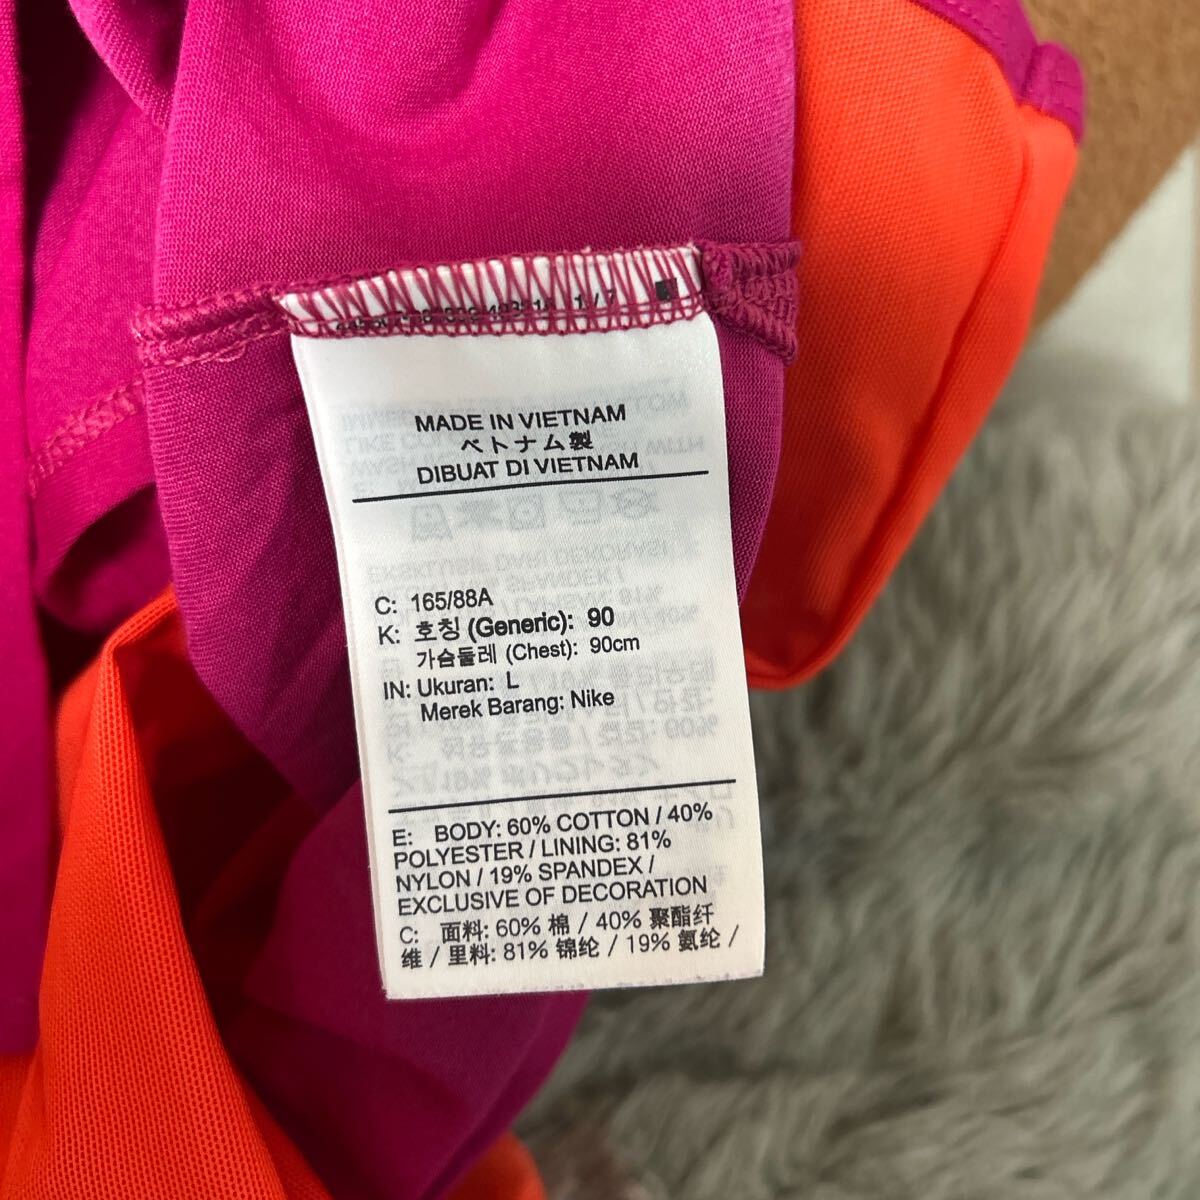 MADE IN VIETNAM
ベトナム製
DIBUAT DI VIETNAM
C: 165/88A
K: 호칭 (Generic): 90
가슴둘레 (Chest): 90cm
IN: Ukuran: L
Merek Barang: Nike
E: BODY: 60% COTTON / 40%
POLYESTER / LINING: 81%
NYLON / 19% SPANDEX /
EXCLUSIVE OF DECORATION
C: 面料: 60% 棉 / 40% 聚酯纤
维 / 里料: 81% 锦纶 / 19% 氨纶 /